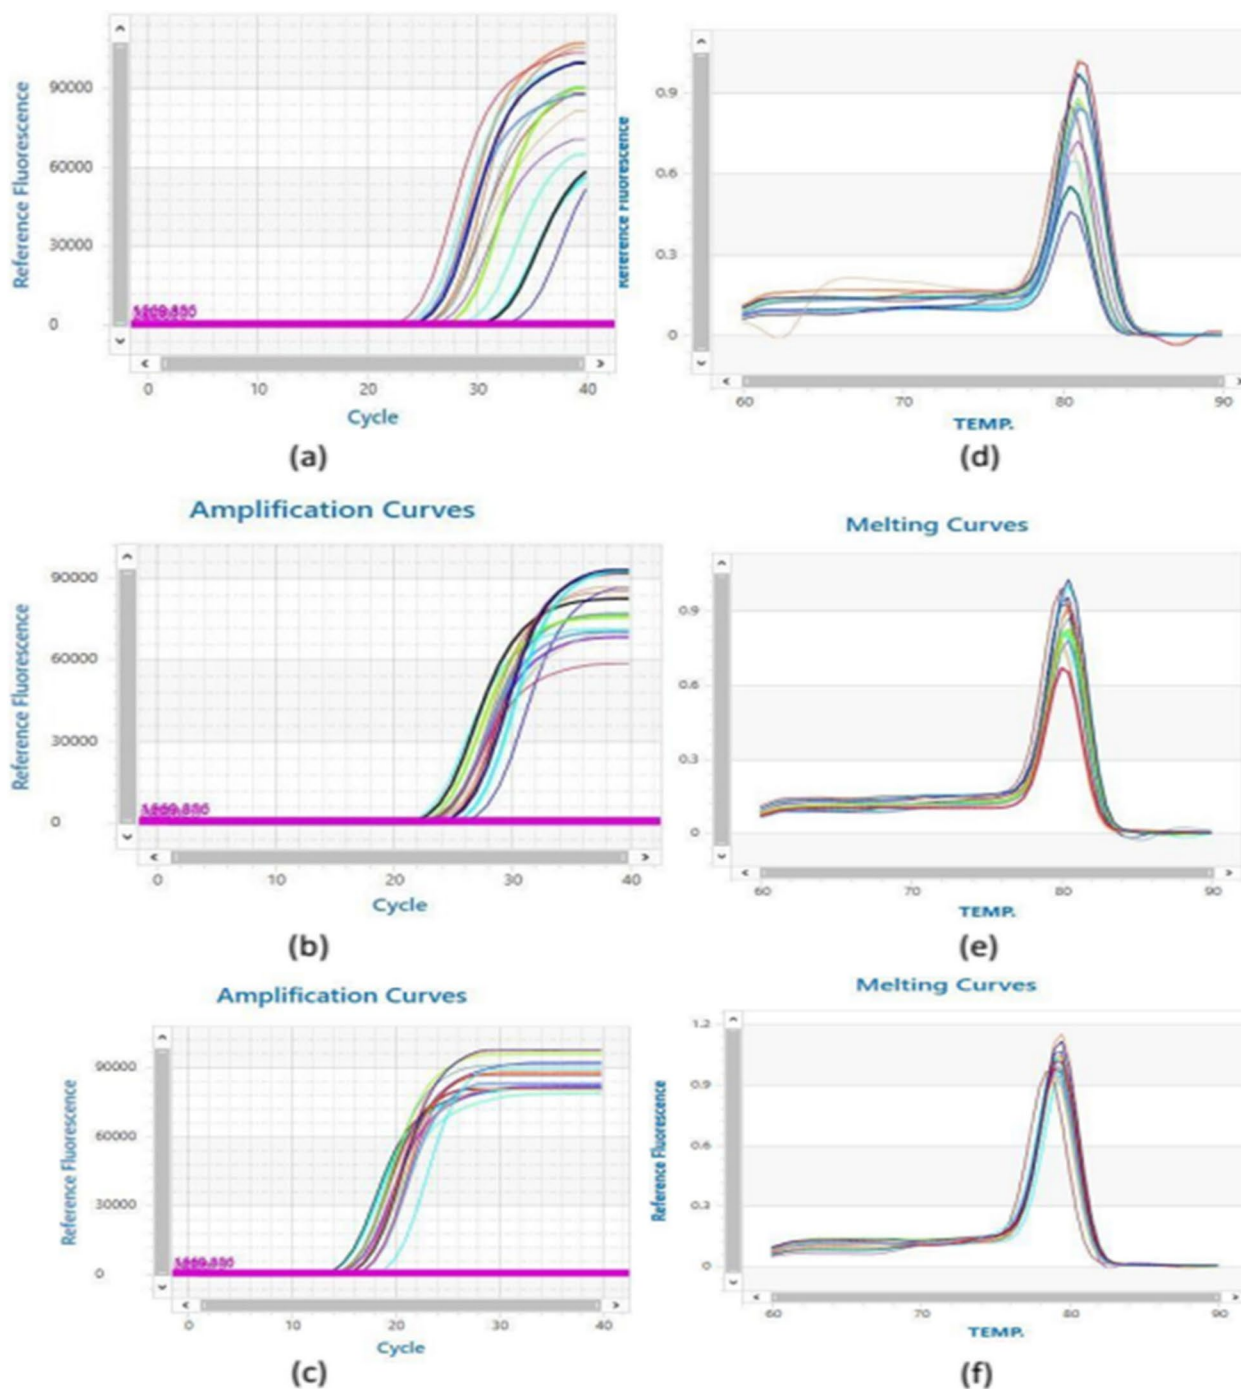 Reference Fluorescence
90000
60000
30000
0
0 10 20 30 40
Cycle
(a)
Reference Fluorescence
0.9
0.6
0.3
0
60 70 80 90
TEMP.
(d)
Amplification Curves
Reference Fluorescence
90000
60000
30000
0
0 10 20 30 40
Cycle
(b)
Melting Curves
0.9
0.6
0.3
0
60 70 80 90
TEMP.
(e)
Amplification Curves
Reference Fluorescence
90000
60000
30000
0
0 10 20 30 40
Cycle
(c)
Melting Curves
Reference Fluorescence
1.2
0.9
0.6
0.3
0
60 70 80 90
TEMP.
(f)